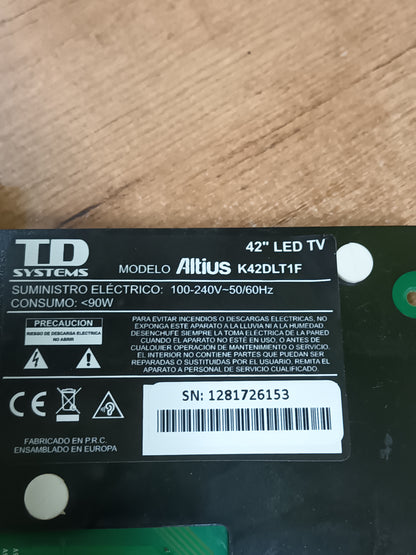 TD
SYSTEMS
42" LED TV
MODELO Altius K42DLT1F
SUMINISTRO ELÉCTRICO: 100-240V~50/60Hz
CONSUMO: <90W
PRECAUCION
RIESGO DE DESCARGA ELECTRICA
NO ABRIR
PARA EVITAR INCENDIOS O DESCARGAS ELECTRICAS, NO
EXPONGA ESTE APARATO A LA LLUVIA NI A LA HUMEDAD.
DESENCHUFE SIEMPRE LA TOMA ELÉCTRICA DE LA PARED
CUANDO EL APARATO NO ESTÉ EN USO, O ANTES DE
CUALQUIER OPERACIÓN DE MANTENIMIENTO O SERVICIO.
EL INTERIOR NO CONTIENE PARTES QUE PUEDAN SER
REPARADAS O SUSTITUIDAS POR EL USUARIO. REMITA EL
APARATO A PERSONAL DE SERVICIO AUTORIZADO.
CE
SN: 1281726153
FABRICADO EN P.R.C.
ENSAMBLADO EN EUROPA